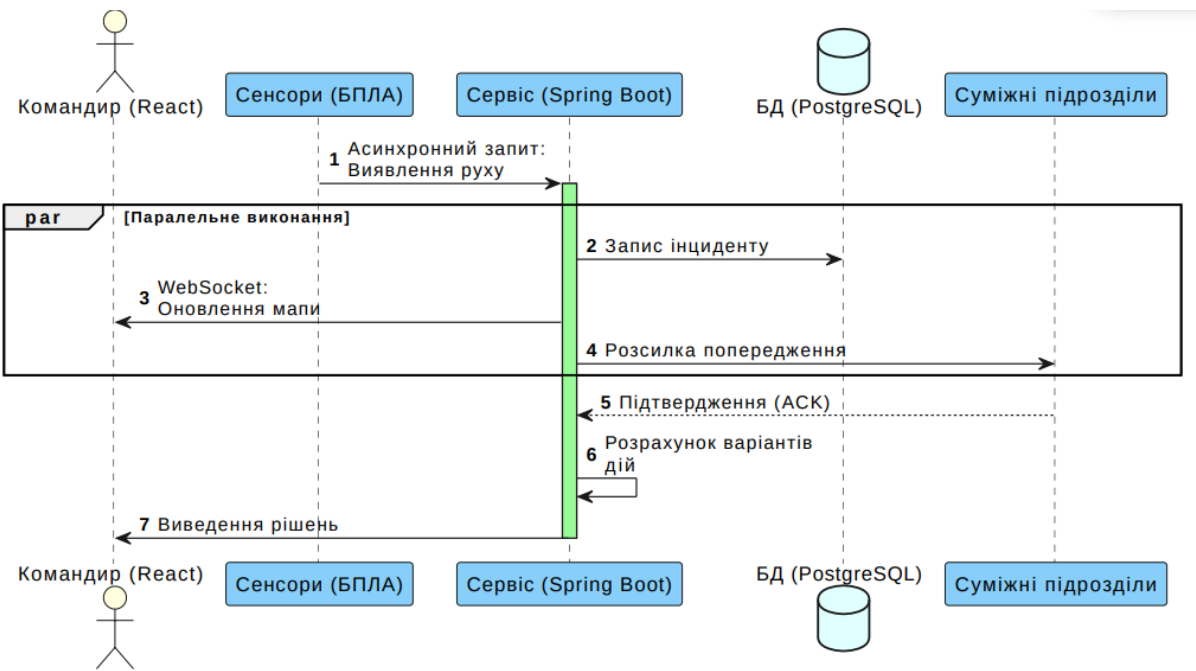 Командир (React)
Сенсори (БПЛА)
Сервіс (Spring Boot)
БД (PostgreSQL)
Суміжні підрозділи
1 Асинхронний запит:
Виявлення руху
par [Паралельне виконання]
2 Запис інциденту
3 WebSocket:
Оновлення мапи
4 Розсилка попередження
5 Підтвердження (ACK)
6 Розрахунок варіантів
дій
7 Виведення рішень
Командир (React)
Сенсори (БПЛА)
Сервіс (Spring Boot)
БД (PostgreSQL)
Суміжні підрозділи